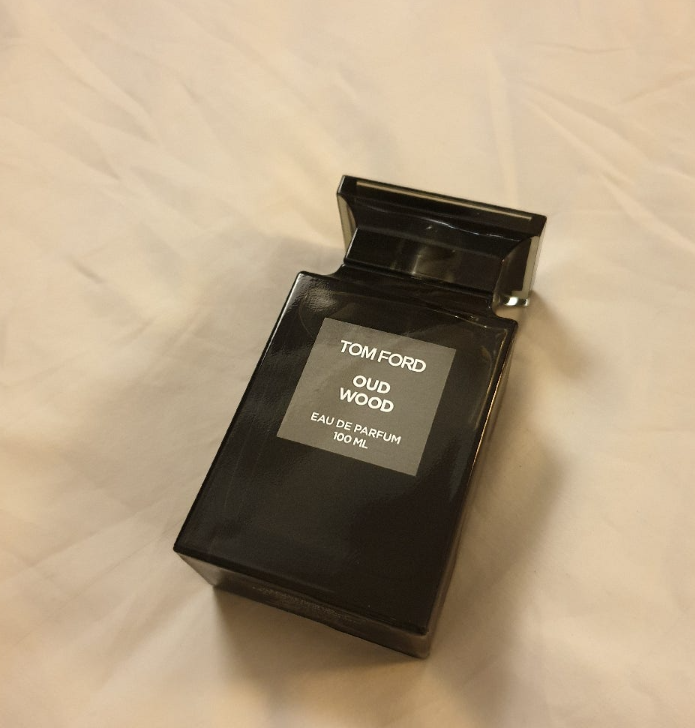 TOM FORD
OUD
WOOD
EAU DE PARFUM
100 ML